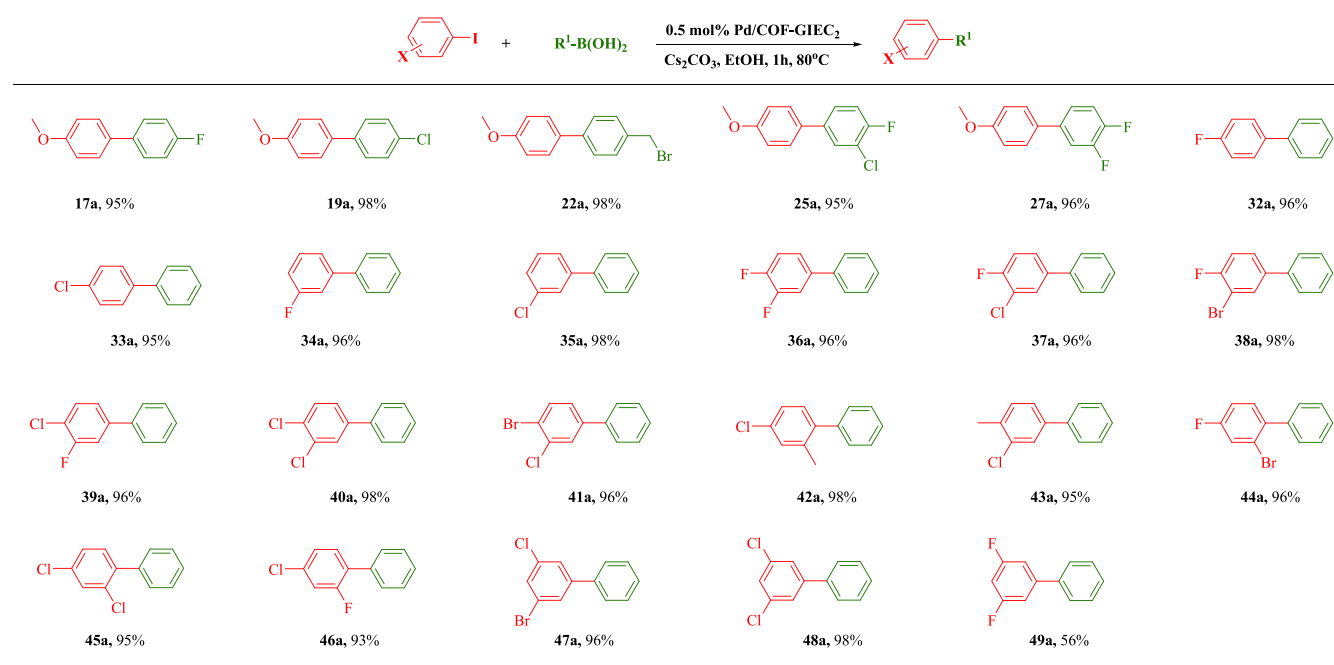 0.5 mol% Pd/COF-GIEC₂
X I + R¹-B(OH)₂ X R¹
Cs₂CO₃, EtOH, 1h, 80ºC
O F O Cl O Br O F Cl O F F F
17a, 95% 19a, 98% 22a, 98% 25a, 95% 27a, 96% 32a, 96%
Cl F Cl F F F Cl F Br
33a, 95% 34a, 96% 35a, 98% 36a, 96% 37a, 96% 38a, 98%
Cl F Cl Cl Br Cl Cl Cl F Br
39a, 96% 40a, 98% 41a, 96% 42a, 98% 43a, 95% 44a, 96%
Cl Cl Cl F Cl Br Cl Cl F F
45a, 95% 46a, 93% 47a, 96% 48a, 98% 49a, 56%